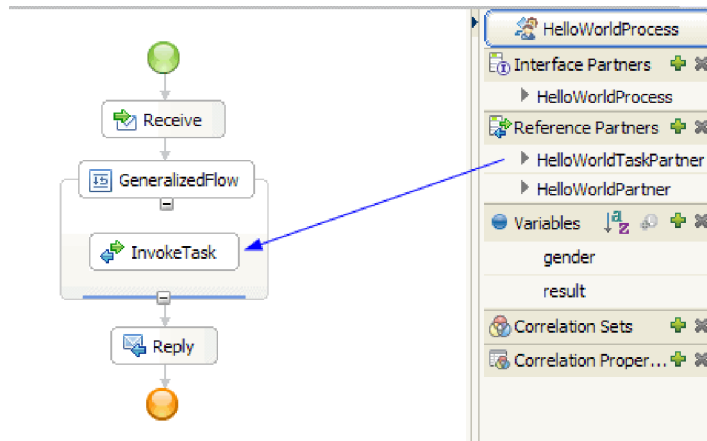 Receive
GeneralizedFlow
InvokeTask
Reply
HelloWorldProcess
Interface Partners
HelloWorldProcess
Reference Partners
HelloWorldTaskPartner
HelloWorldPartner
Variables
gender
result
Correlation Sets
Correlation Proper...